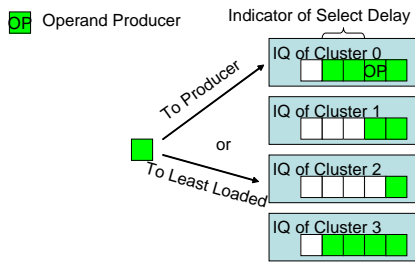 OP Operand Producer
Indicator of Select Delay
IQ of Cluster 0
OP
To Producer
IQ of Cluster 1
or
To Least Loaded
IQ of Cluster 2
IQ of Cluster 3